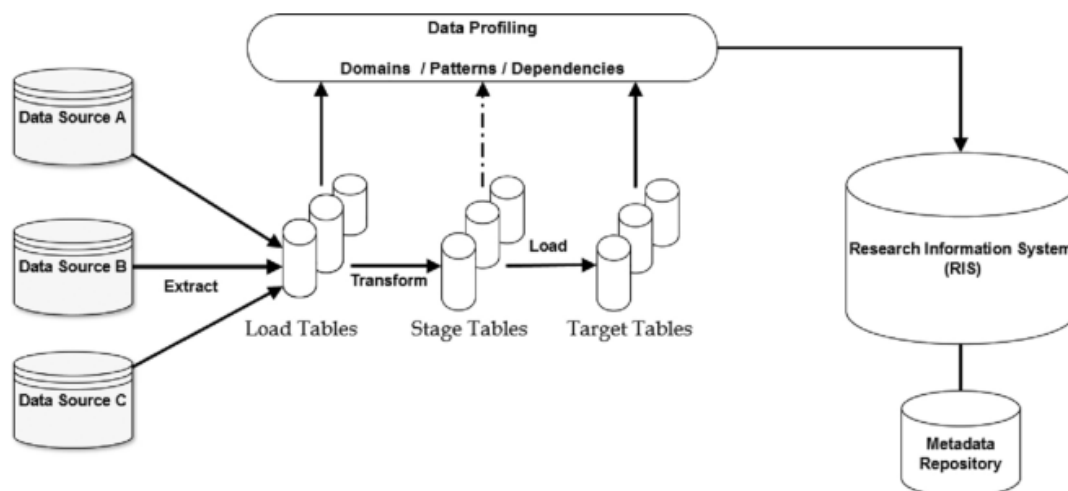 Data Profiling
Domains / Patterns / Dependencies
Data Source A
Data Source B
Data Source C
Extract
Transform
Load
Load Tables
Stage Tables
Target Tables
Research Information System
(RIS)
Metadata
Repository